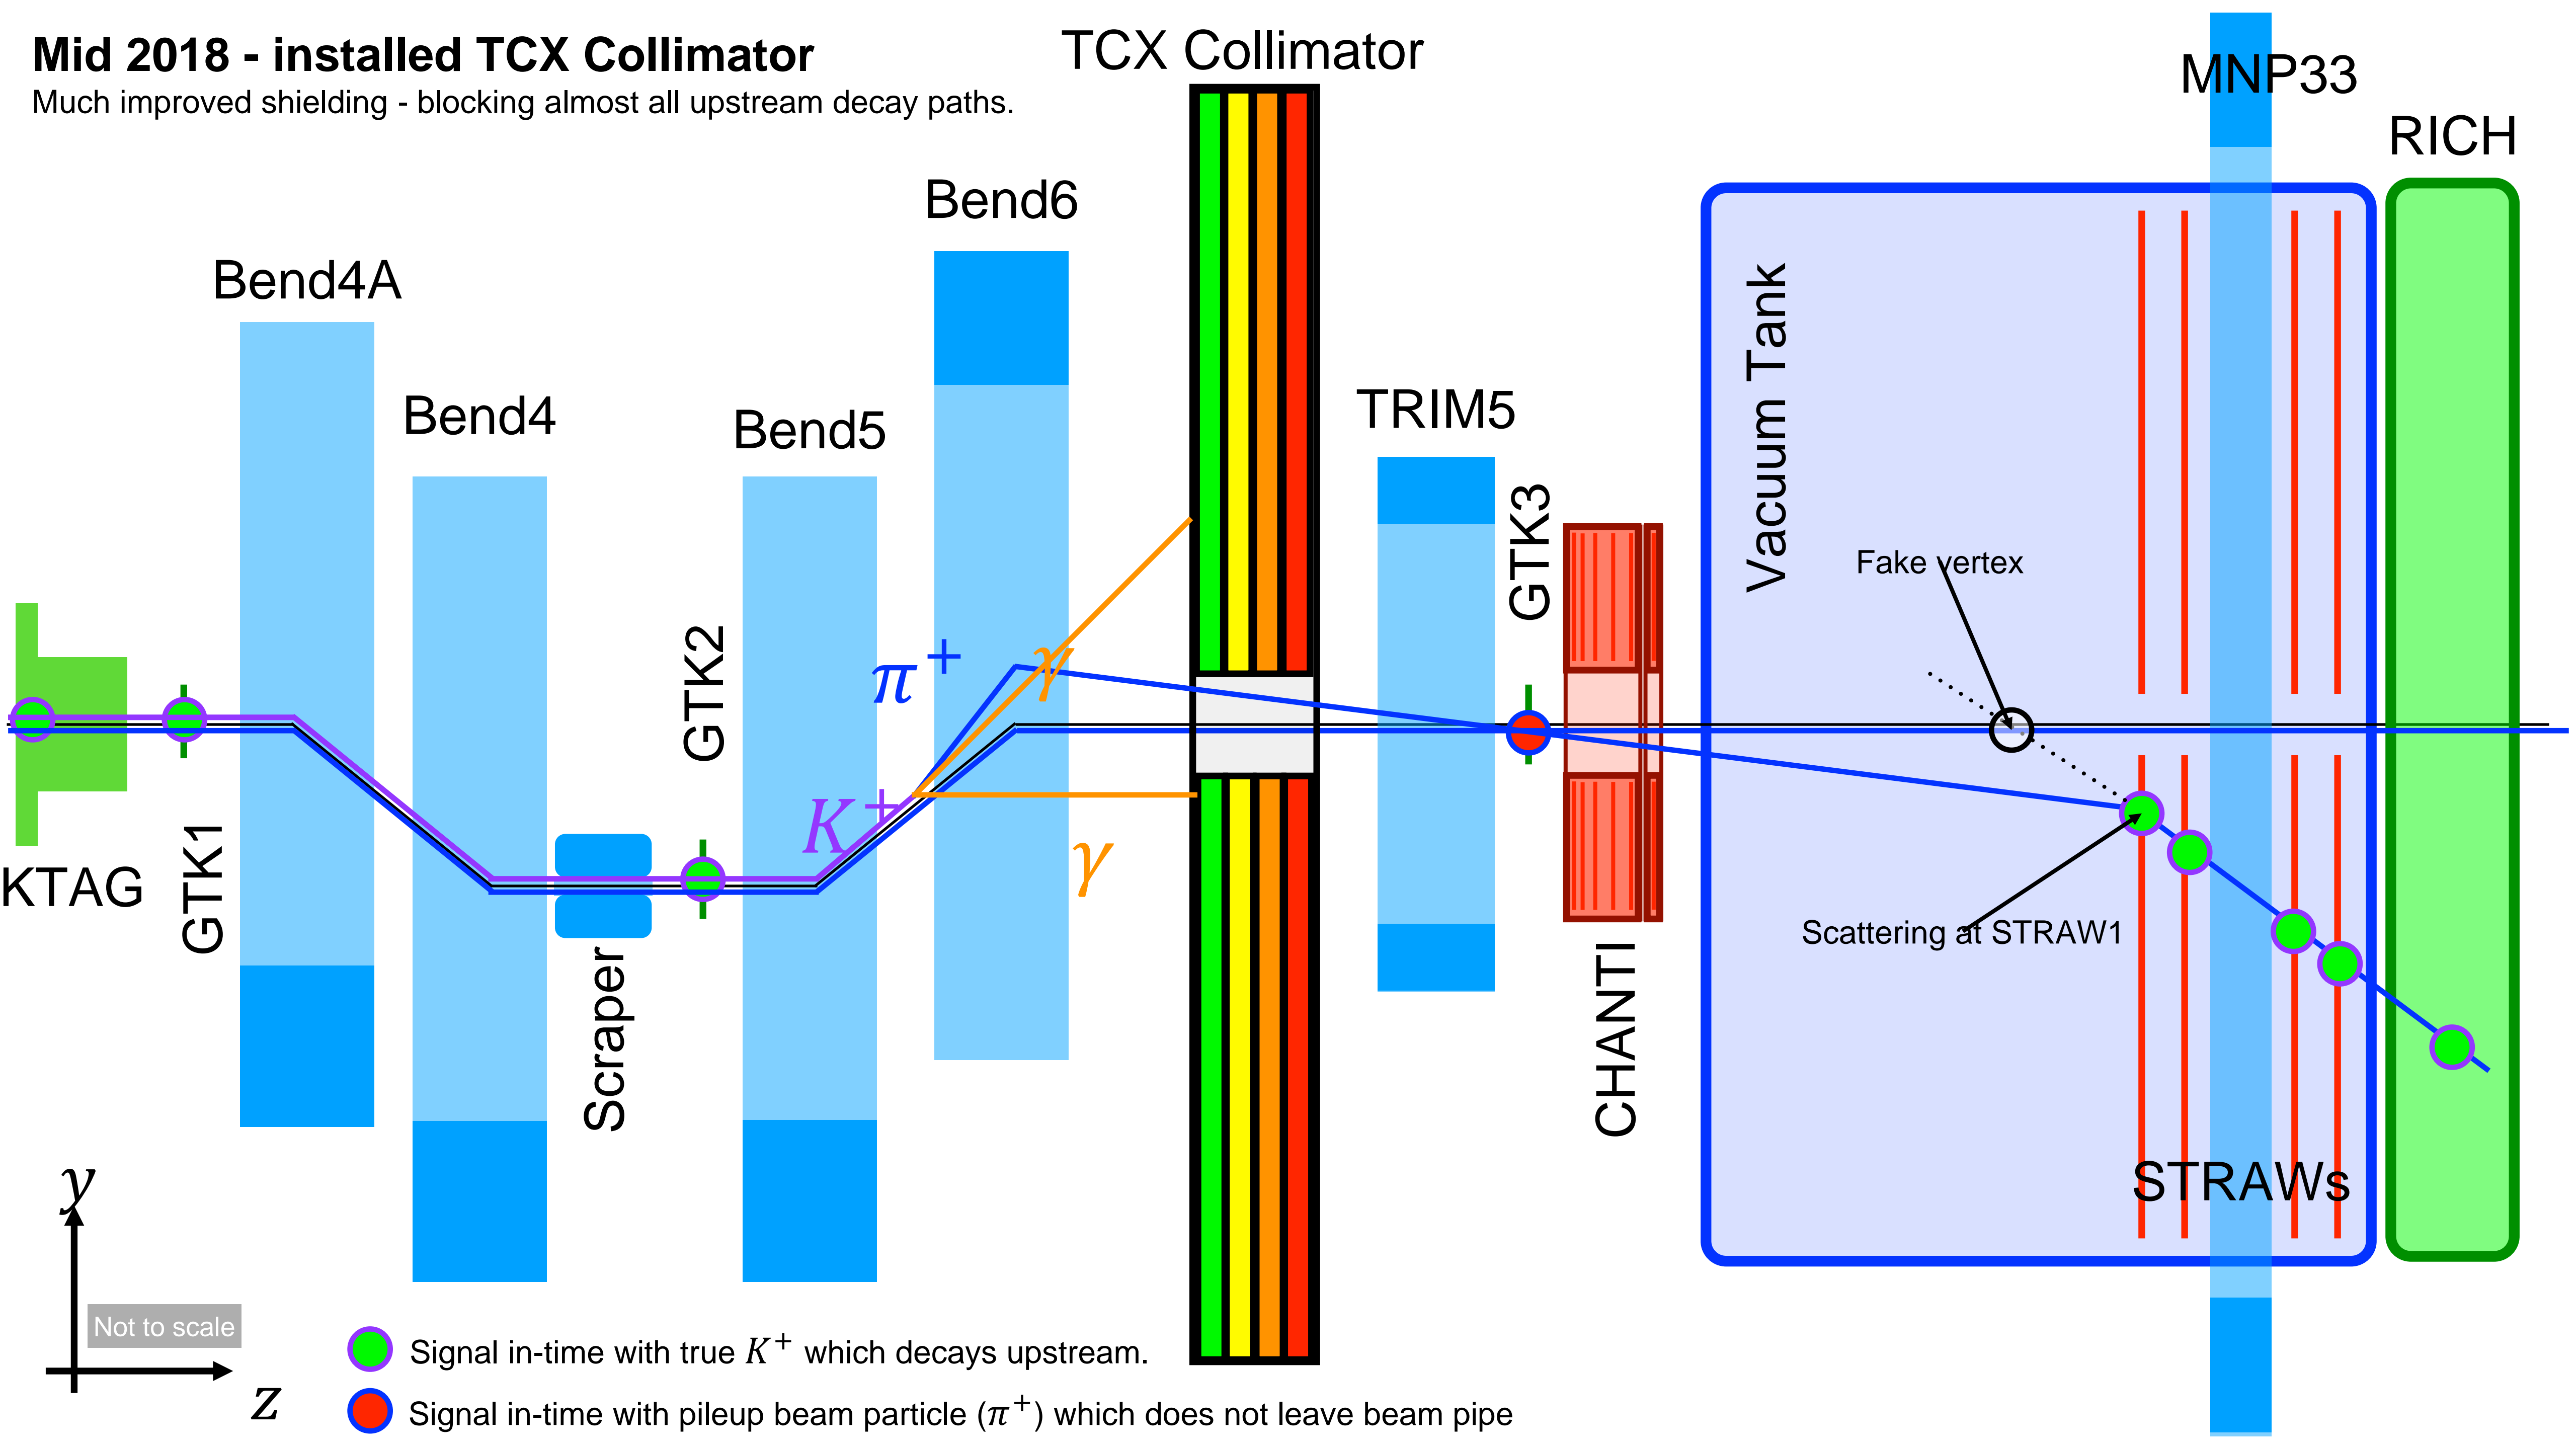 Mid 2018 - installed TCX Collimator
Much improved shielding - blocking almost all upstream decay paths.
TCX Collimator
MNP33
RICH
Bend6
Bend4A
Bend4
Bend5
TRIM5
Vacuum Tank
GTK3
Fake vertex
GTK2
π⁺
γ
K⁺
γ
KTAG
GTK1
Scattering at STRAW1
Scraper
CHANTI
STRAWs
y
Not to scale
z
Signal in-time with true K⁺ which decays upstream.
Signal in-time with pileup beam particle (π⁺) which does not leave beam pipe